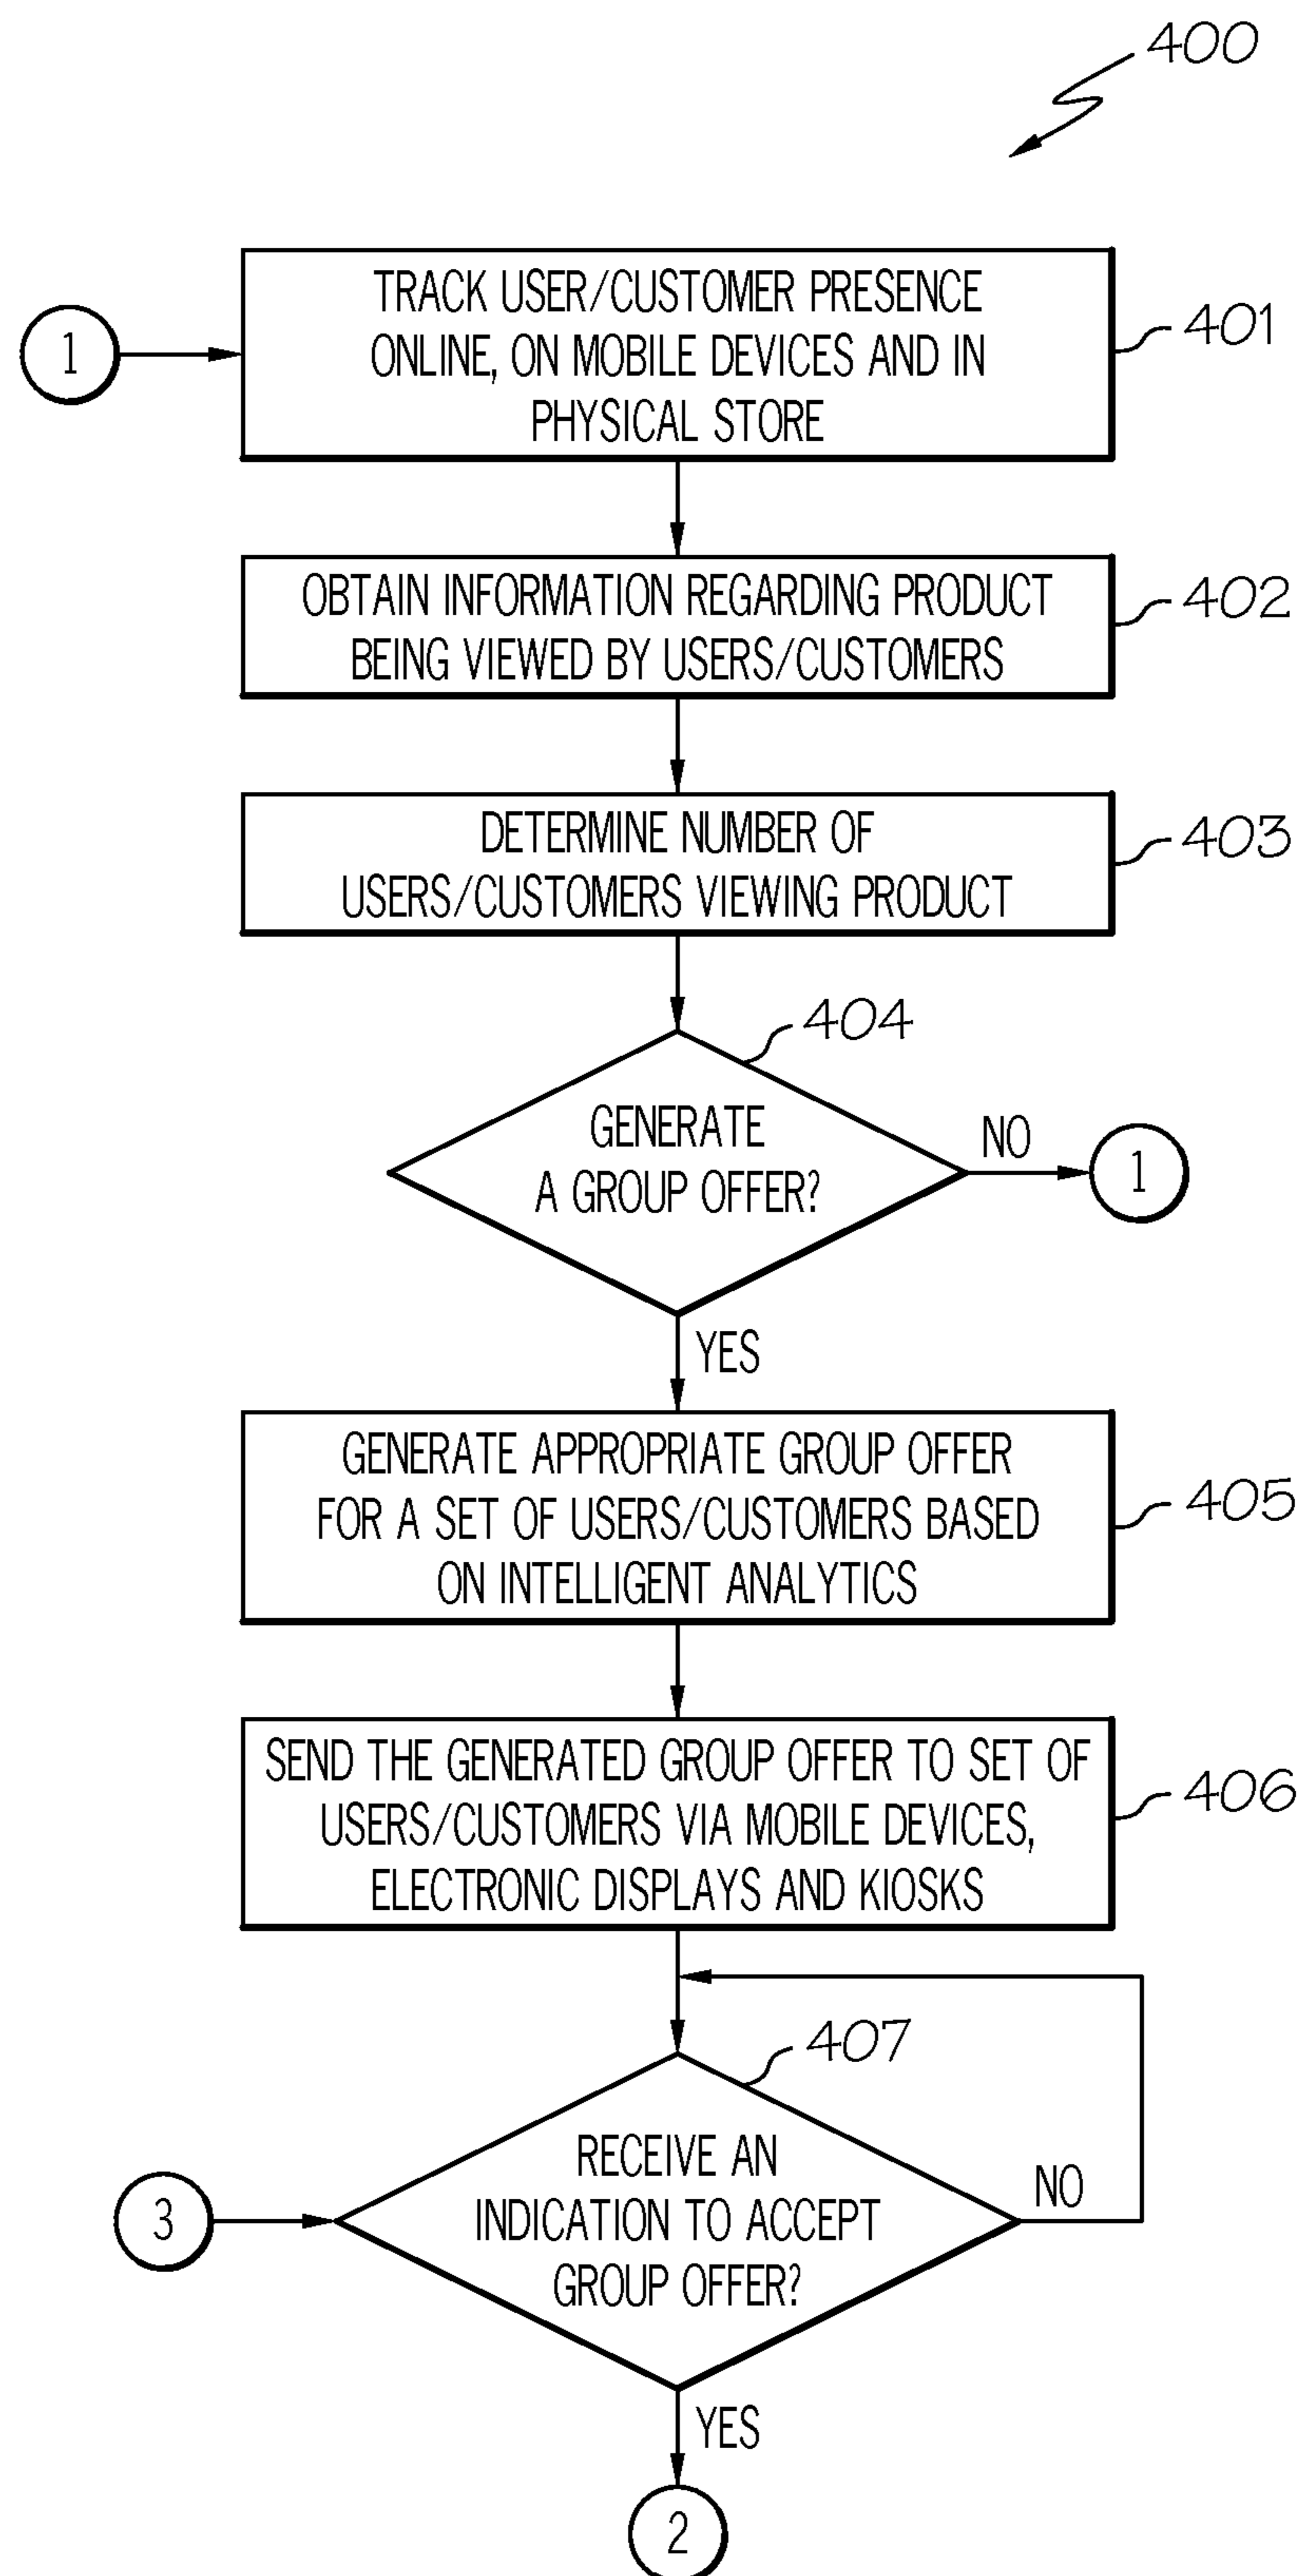 400
TRACK USER/CUSTOMER PRESENCE
ONLINE, ON MOBILE DEVICES AND IN
PHYSICAL STORE
401
1
OBTAIN INFORMATION REGARDING PRODUCT
BEING VIEWED BY USERS/CUSTOMERS
402
DETERMINE NUMBER OF
USERS/CUSTOMERS VIEWING PRODUCT
403
404
GENERATE
A GROUP OFFER?
NO
1
YES
GENERATE APPROPRIATE GROUP OFFER
FOR A SET OF USERS/CUSTOMERS BASED
ON INTELLIGENT ANALYTICS
405
SEND THE GENERATED GROUP OFFER TO SET OF
USERS/CUSTOMERS VIA MOBILE DEVICES,
ELECTRONIC DISPLAYS AND KIOSKS
406
407
RECEIVE AN
INDICATION TO ACCEPT
GROUP OFFER?
NO
3
YES
2